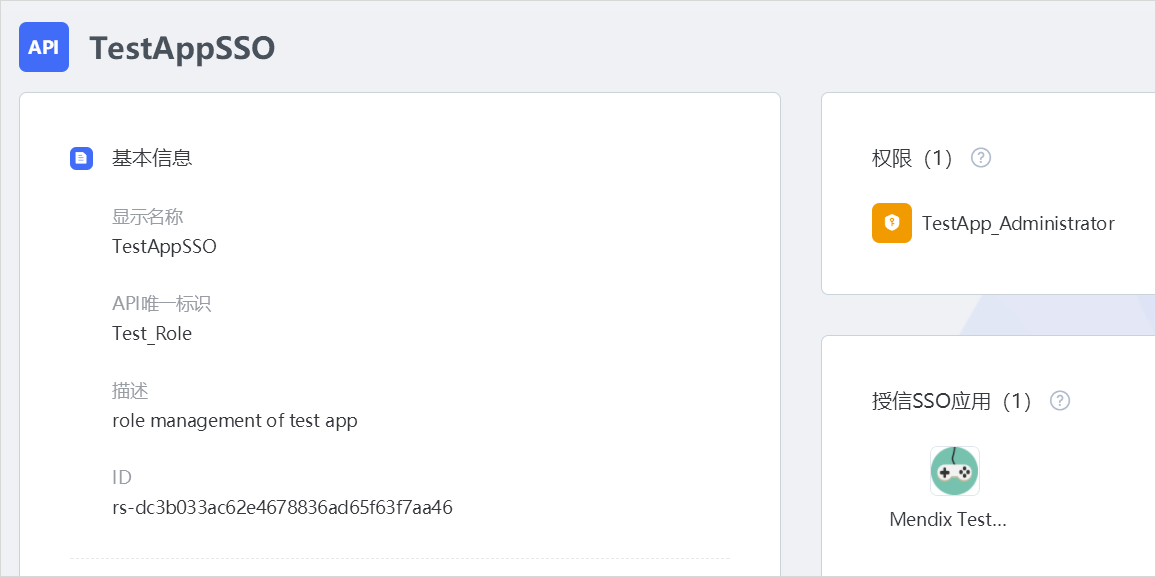 API TestAppSSO
基本信息
显示名称
TestAppSSO
API唯一标识
Test_Role
描述
role management of test app
ID
rs-dc3b033ac62e4678836ad65f63f7aa46
权限（1）
TestApp_Administrator
授信SSO应用（1）
Mendix Test...